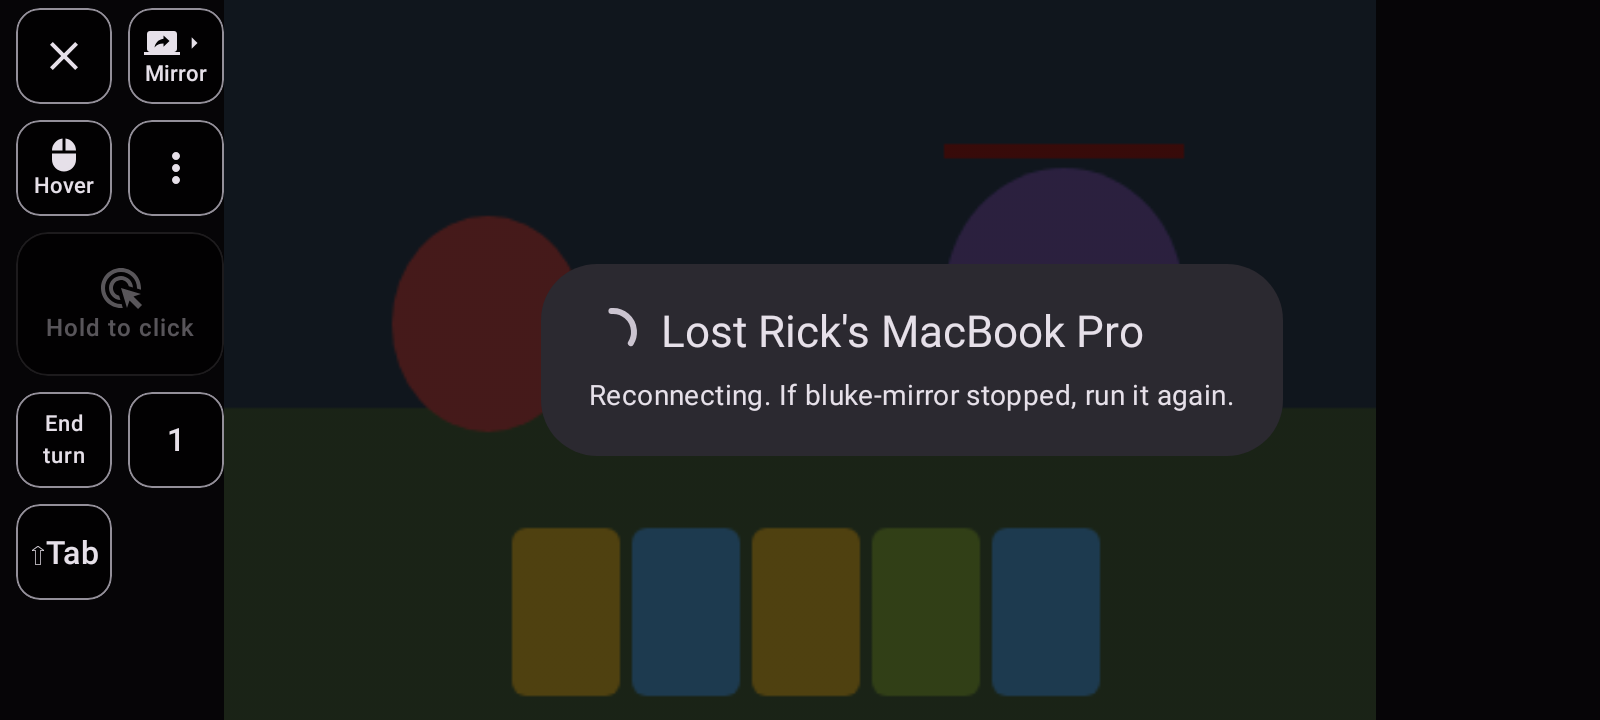 Mirror
Hover
Hold to click
End
turn
1
⇧Tab
Lost Rick's MacBook Pro
Reconnecting. If bluke-mirror stopped, run it again.